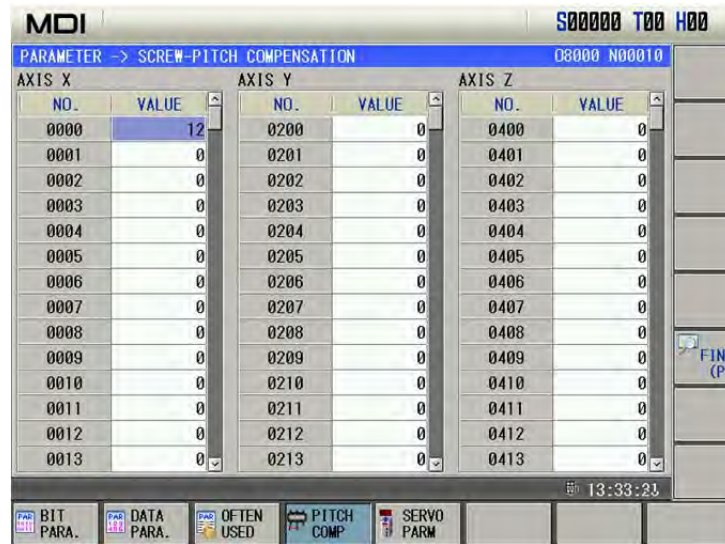 MDI S00000 T00 H00
PARAMETER -> SCREW-PITCH COMPENSATION O8000 N00010
AXIS X AXIS Y AXIS Z
NO. VALUE NO. VALUE NO. VALUE
0000 12 0200 0 0400 0
0001 0 0201 0 0401 0
0002 0 0202 0 0402 0
0003 0 0203 0 0403 0
0004 0 0204 0 0404 0
0005 0 0205 0 0405 0
0006 0 0206 0 0406 0
0007 0 0207 0 0407 0
0008 0 0208 0 0408 0
0009 0 0209 0 0409 0
0010 0 0210 0 0410 0
0011 0 0211 0 0411 0
0012 0 0212 0 0412 0
0013 0 0213 0 0413 0
FIN
(P
13:33:23
BIT PARA.
DATA PARA.
OFTEN USED
PITCH COMP
SERVO PARM